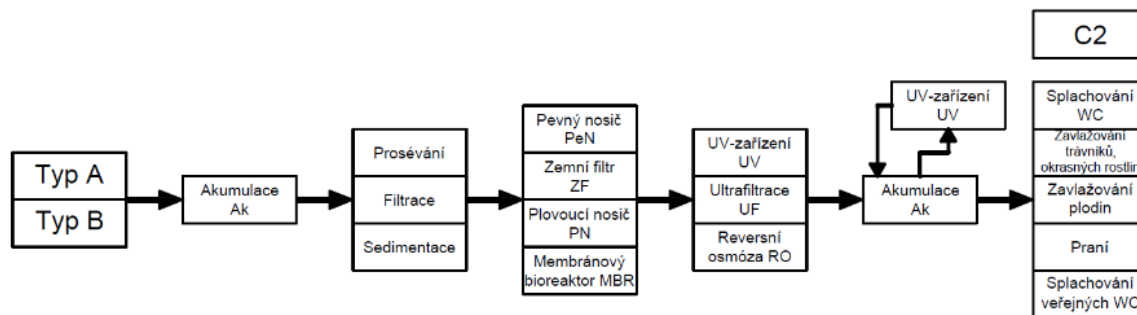 C2
Typ A
Typ B
Akumulace
Ak
Prosévání
Filtrace
Sedimentace
Pevný nosič
PeN
Zemní filtr
ZF
Plovoucí nosič
PN
Membránový
bioreaktor MBR
UV-zařízení
UV
Ultrafiltrace
UF
Reversní
osmóza RO
UV-zařízení
UV
Akumulace
Ak
Splachování
WC
Zavlažování
trávníků,
okrasných rostlin
Zavlažování
plodin
Praní
Splachování
veřejných WC